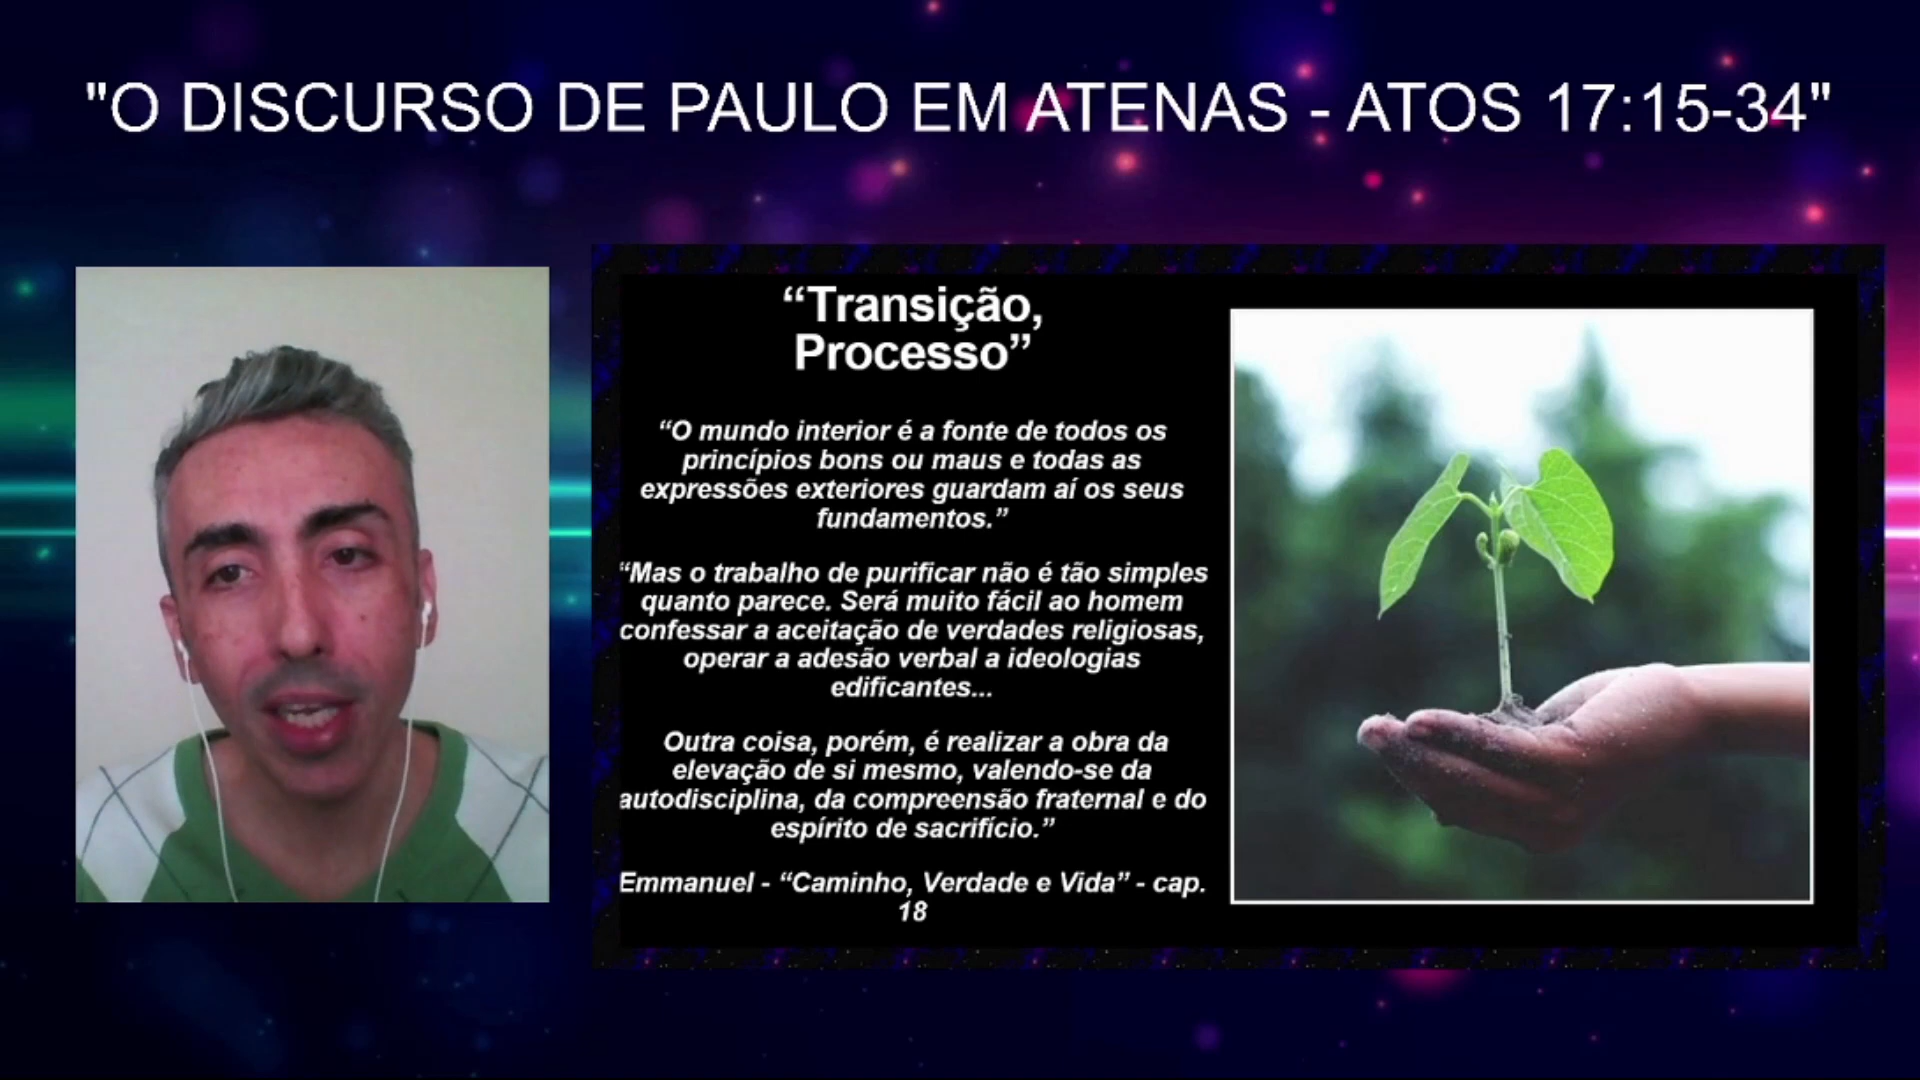 "O DISCURSO DE PAULO EM ATENAS - ATOS 17:15-34"
“Transição,
Processo”
“O mundo interior é a fonte de todos os
princípios bons ou maus e todas as
expressões exteriores guardam aí os seus
fundamentos.”
“Mas o trabalho de purificar não é tão simples
quanto parece. Será muito fácil ao homem
confessar a aceitação de verdades religiosas,
operar a adesão verbal a ideologias
edificantes...
Outra coisa, porém, é realizar a obra da
elevação de si mesmo, valendo-se da
autodisciplina, da compreensão fraternal e do
espírito de sacrifício.”
Emmanuel - “Caminho, Verdade e Vida” - cap.
18